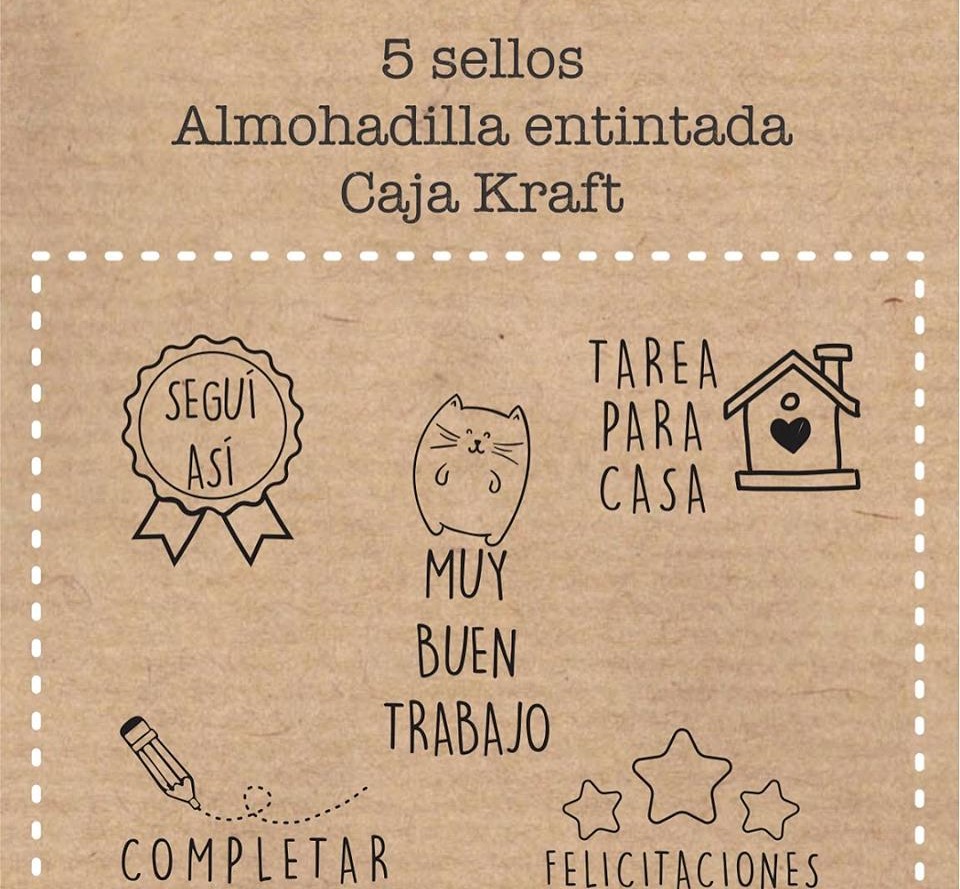 5 sellos
Almohadilla entintada
Caja Kraft
SEGUÍ
ASÍ
TAREA
PARA
CASA
MUY
BUEN
TRABAJO
COMPLETAR
FELICITACIONES